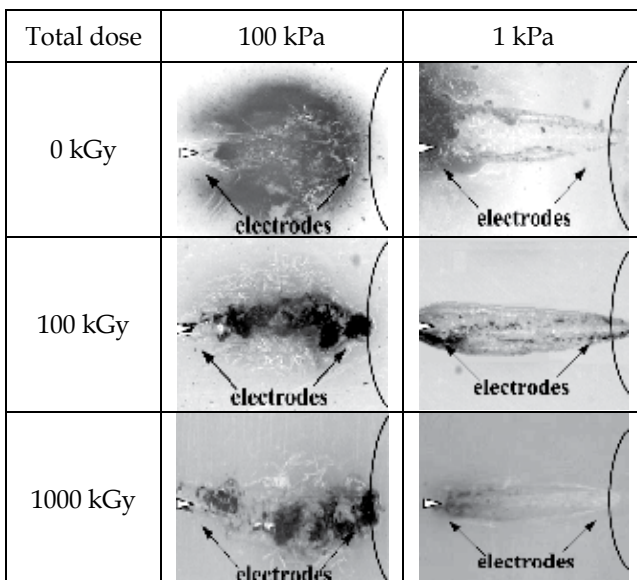 Total dose 100 kPa 1 kPa
0 kGy
electrodes electrodes
100 kGy
electrodes electrodes
1000 kGy
electrodes electrodes